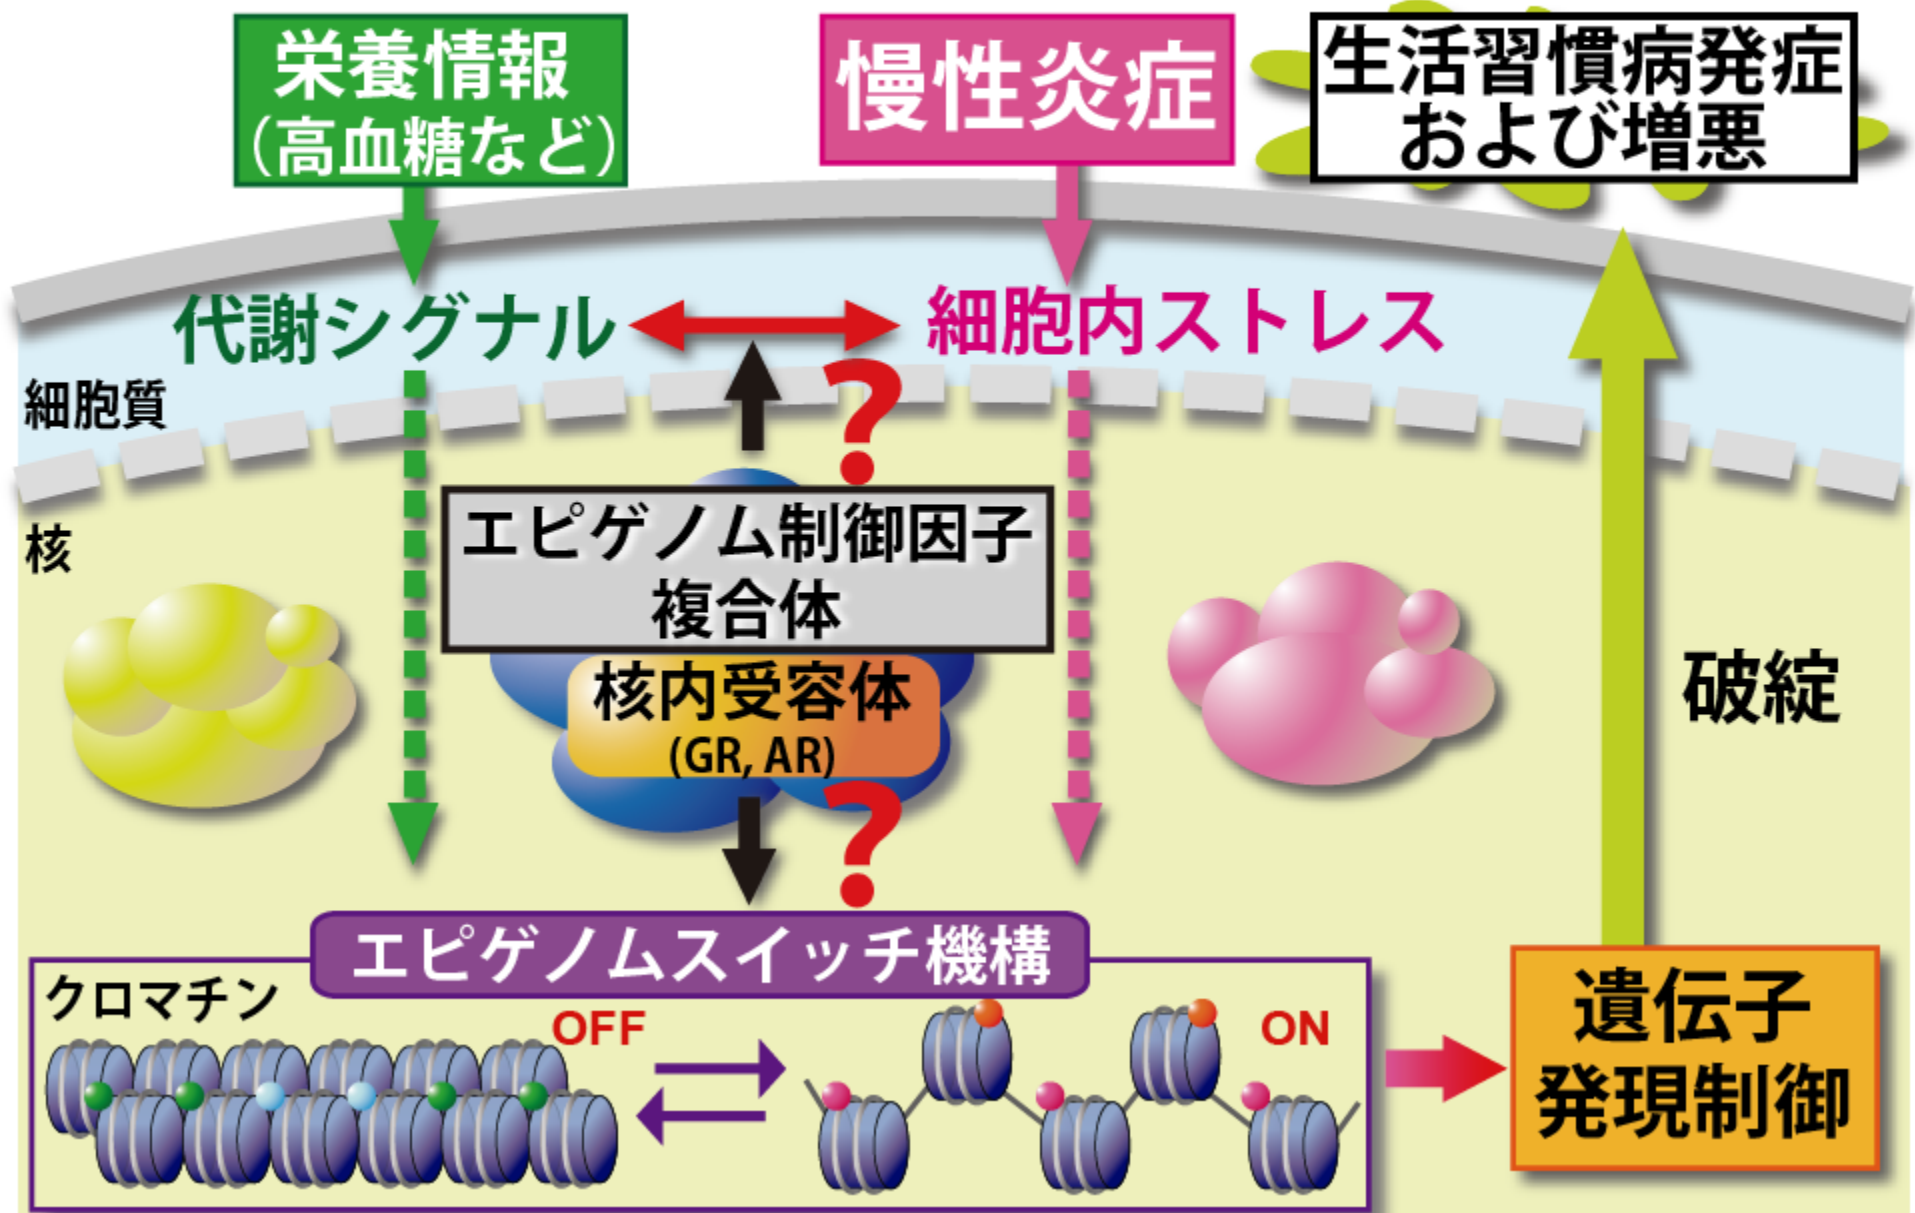 栄養情報
（高血糖など）
慢性炎症
生活習慣病発症
および増悪
代謝シグナル
細胞内ストレス
細胞質
?
核
エピゲノム制御因子
複合体
核内受容体
(GR, AR)
破綻
?
エピゲノムスイッチ機構
クロマチン
OFF
ON
遺伝子
発現制御